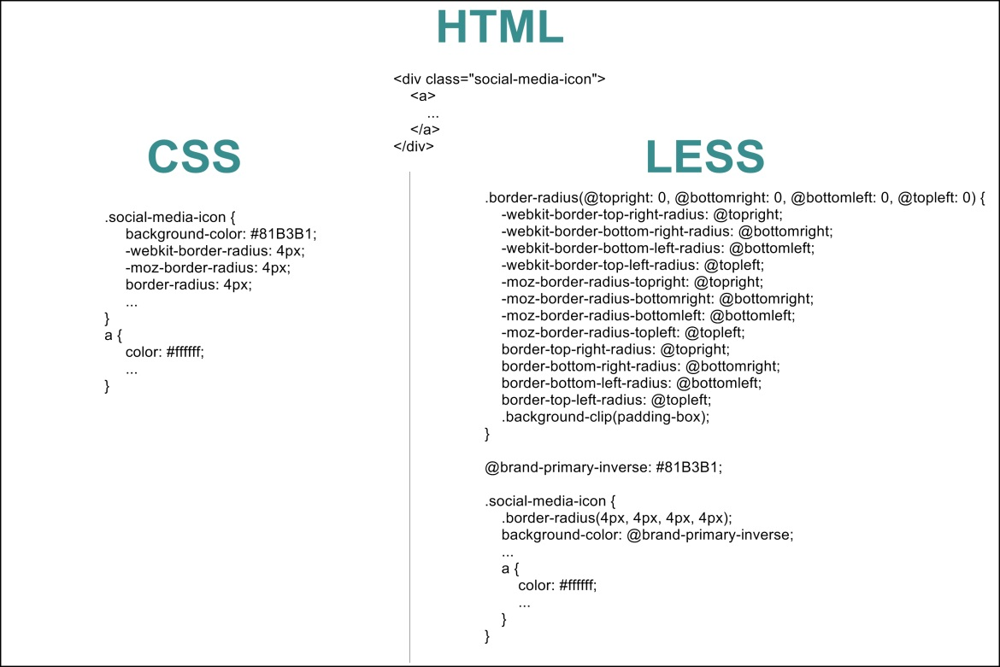 HTML
<div class="social-media-icon">
<a>
...
</a>
</div>
CSS
.social-media-icon {
background-color: #81B3B1;
-webkit-border-radius: 4px;
-moz-border-radius: 4px;
border-radius: 4px;
...
}
a {
color: #ffffff;
...
}
LESS
.border-radius(@topright: 0, @bottomright: 0, @bottomleft: 0, @topleft: 0) {
-webkit-border-top-right-radius: @topright;
-webkit-border-bottom-right-radius: @bottomright;
-webkit-border-bottom-left-radius: @bottomleft;
-webkit-border-top-left-radius: @topleft;
-moz-border-radius-topright: @topright;
-moz-border-radius-bottomright: @bottomright;
-moz-border-radius-bottomleft: @bottomleft;
-moz-border-radius-topleft: @topleft;
border-top-right-radius: @topright;
border-bottom-right-radius: @bottomright;
border-bottom-left-radius: @bottomleft;
border-top-left-radius: @topleft;
.background-clip(padding-box);
}
@brand-primary-inverse: #81B3B1;
.social-media-icon {
.border-radius(4px, 4px, 4px, 4px);
background-color: @brand-primary-inverse;
...
a {
color: #ffffff;
...
}
}